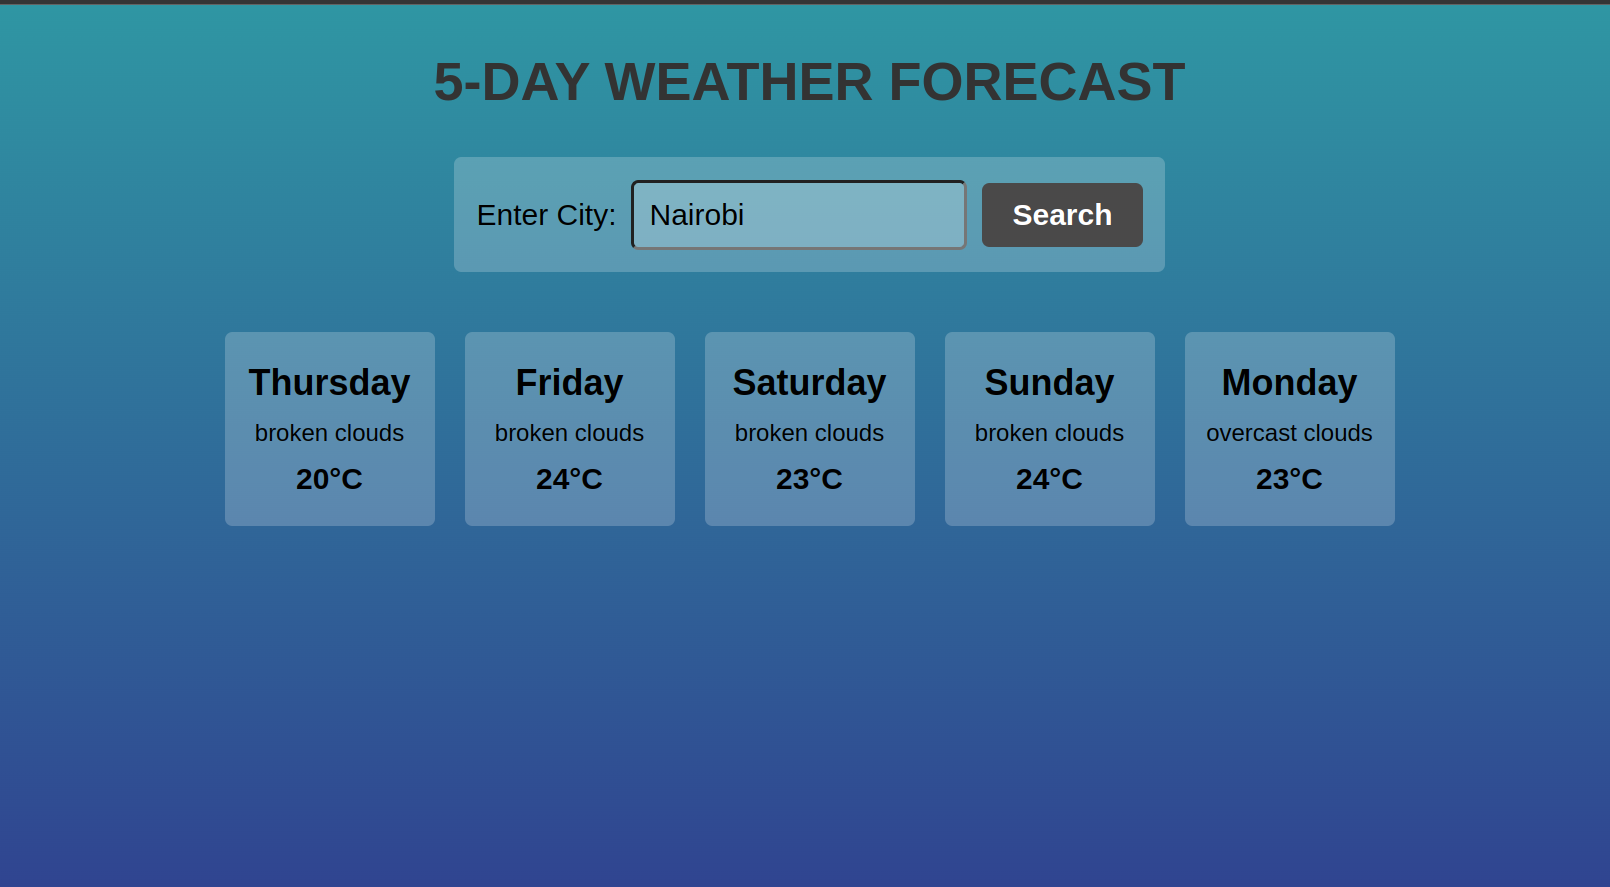 5-DAY WEATHER FORECAST
Enter City: Nairobi Search
Thursday
broken clouds
20°C
Friday
broken clouds
24°C
Saturday
broken clouds
23°C
Sunday
broken clouds
24°C
Monday
overcast clouds
23°C